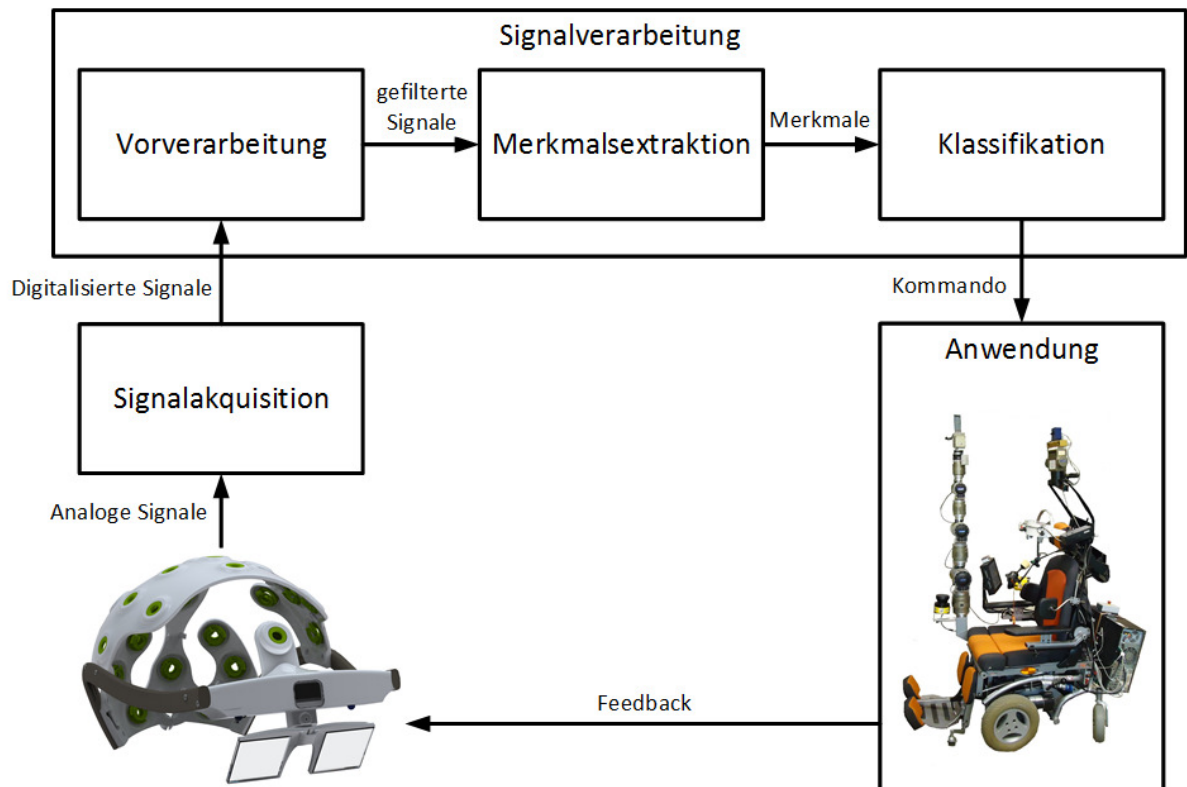 Signalverarbeitung
Vorverarbeitung
gefilterte
Signale
Merkmalsextraktion
Merkmale
Klassifikation
Digitalisierte Signale
Kommando
Signalakquisition
Anwendung
Analoge Signale
Feedback